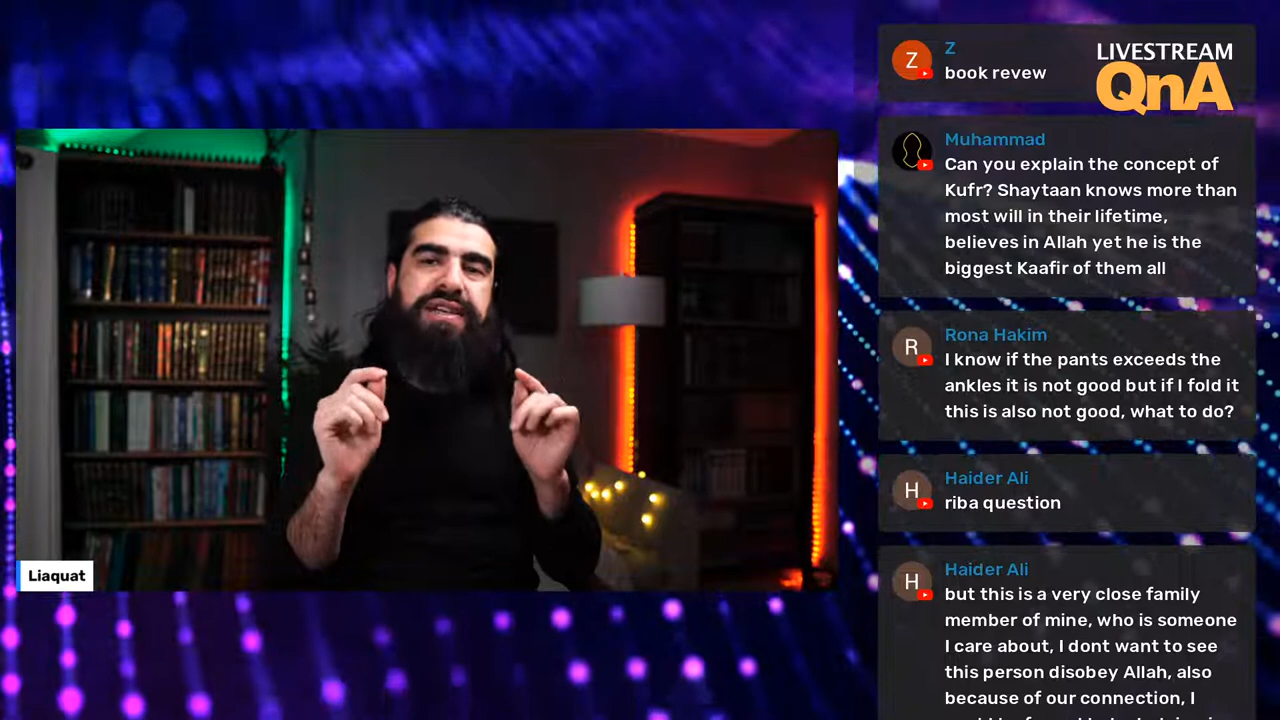 Z
book revew
LIVESTREAM
QnA
Z
Muhammad
Can you explain the concept of
Kufr? Shaytaan knows more than
most will in their lifetime,
believes in Allah yet he is the
biggest Kaafir of them all
Rona Hakim
R
I know if the pants exceeds the
ankles it is not good but if I fold it
this is also not good, what to do?
Haider Ali
H
riba question
Haider Ali
H
but this is a very close family
member of mine, who is someone
I care about, I dont want to see
this person disobey Allah, also
because of our connection, I
Liaquat